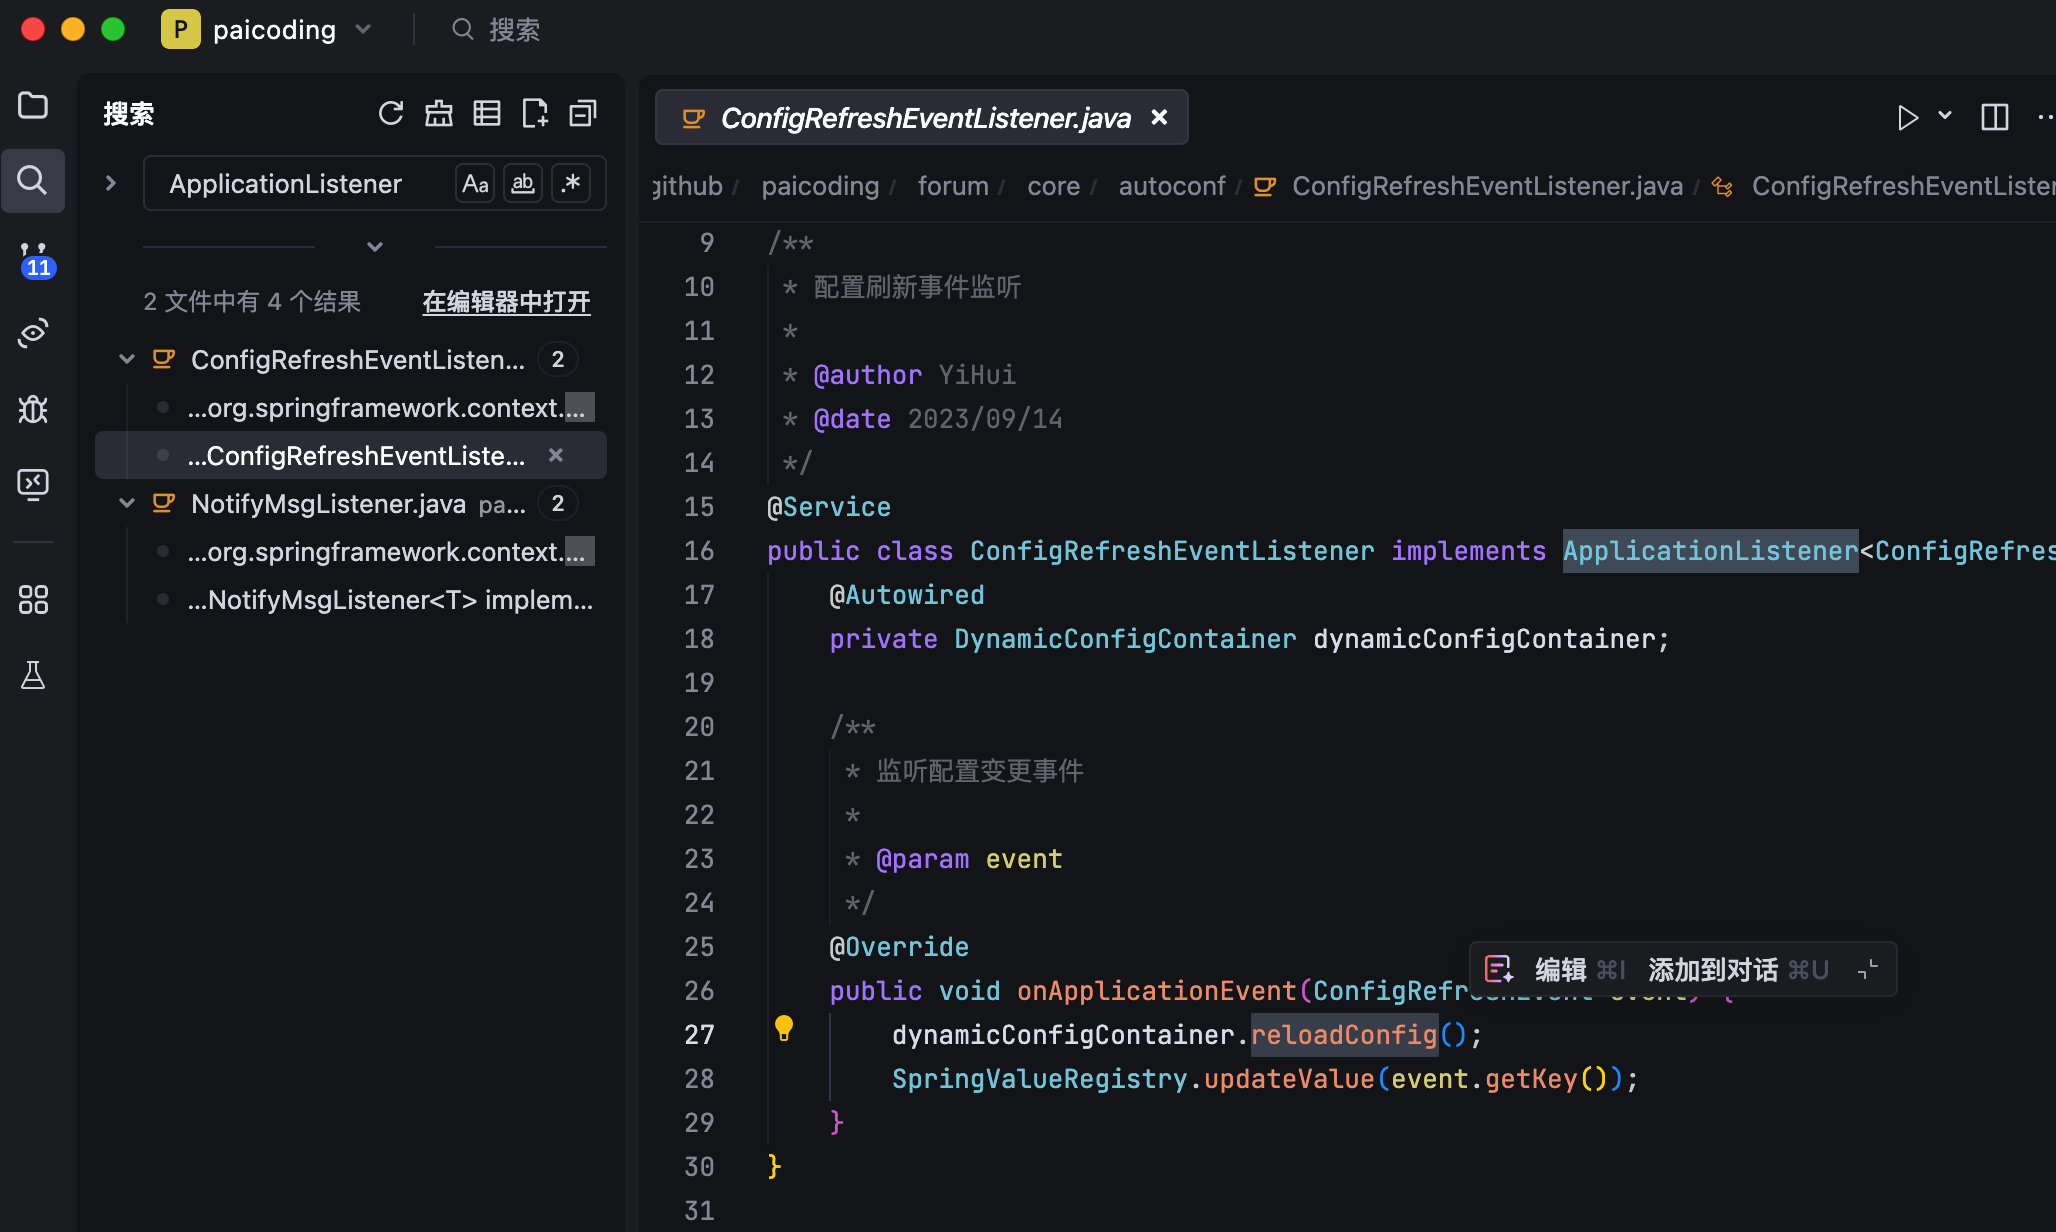 P paicoding 搜索
搜索
ApplicationListener Aa ab .*
11
2 文件中有 4 个结果 在编辑器中打开
ConfigRefreshEventListen... 2
...org.springframework.context....
...ConfigRefreshEventListe...
NotifyMsgListener.java pa... 2
...org.springframework.context....
...NotifyMsgListener<T> implem...
ConfigRefreshEventListener.java
github / paicoding / forum / core / autoconf / ConfigRefreshEventListener.java / ConfigRefreshEventListener
9 /**
10 * 配置刷新事件监听
11 *
12 * @author YiHui
13 * @date 2023/09/14
14 */
15 @Service
16 public class ConfigRefreshEventListener implements ApplicationListener<ConfigRefres
17 @Autowired
18 private DynamicConfigContainer dynamicConfigContainer;
19
20 /**
21 * 监听配置变更事件
22 *
23 * @param event
24 */
25 @Override
编辑 ⌘I 添加到对话 ⌘U
26 public void onApplicationEvent(ConfigRefreshEvent event) {
27 dynamicConfigContainer.reloadConfig();
28 SpringValueRegistry.updateValue(event.getKey());
29 }
30 }
31